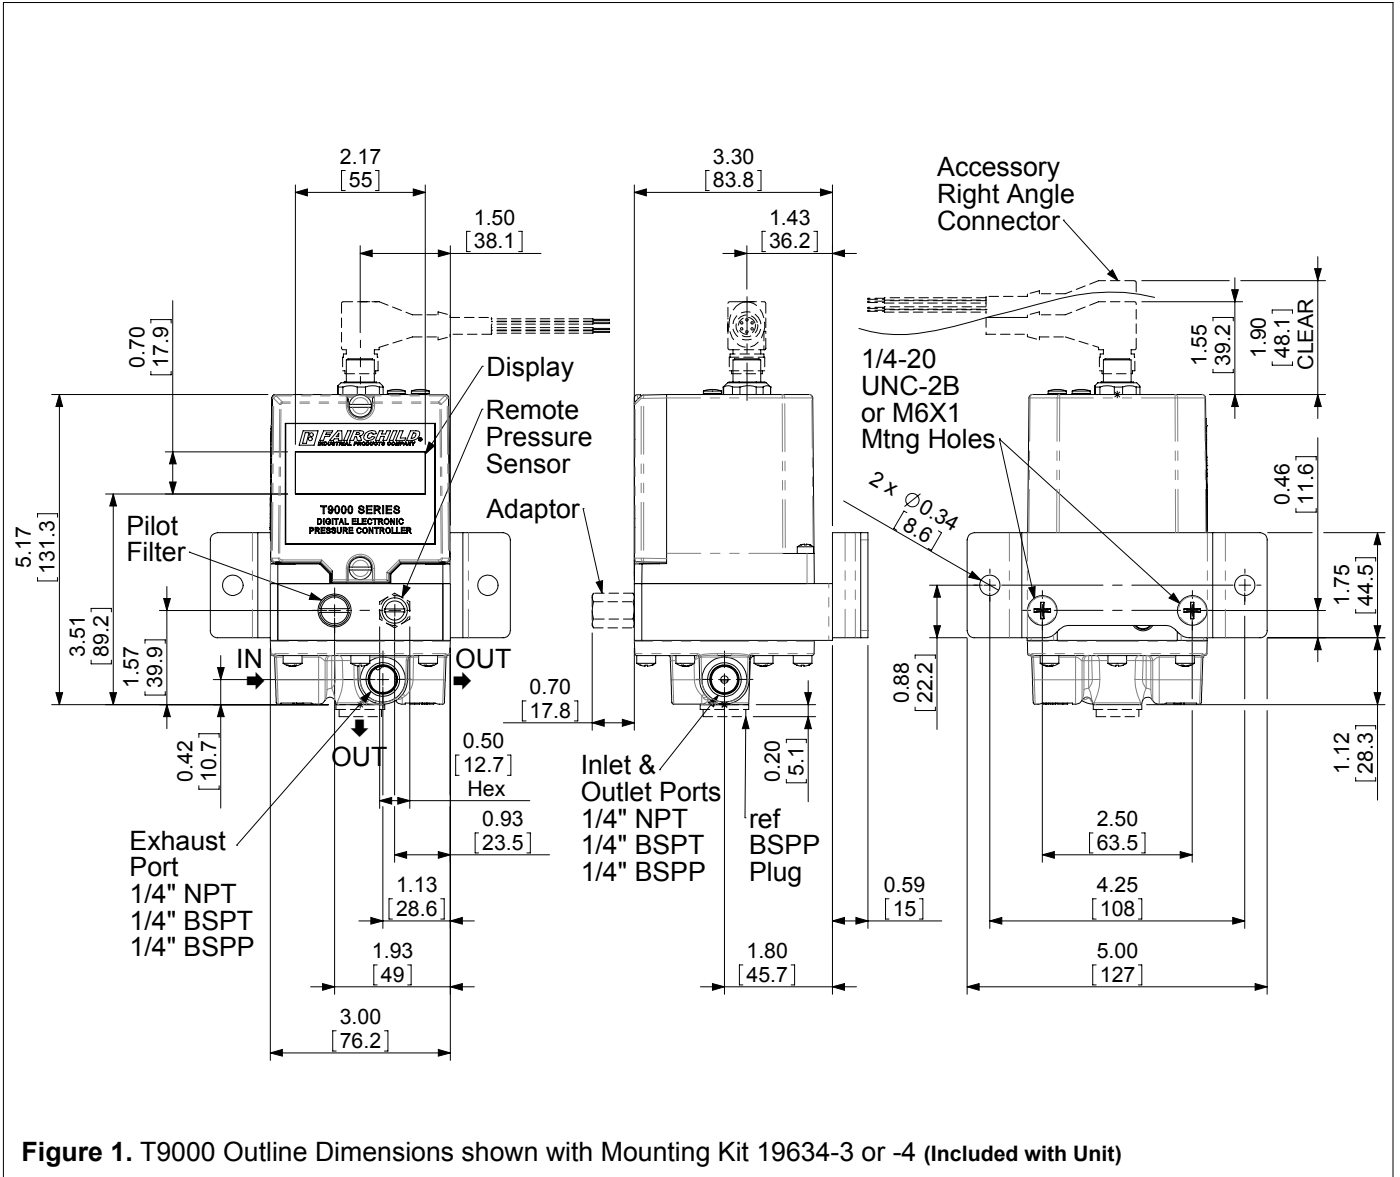 2.17
[55]
1.50
[38.1]
3.30
[83.8]
1.43
[36.2]
Accessory
Right Angle
Connector
0.70
[17.9]
1.55
[39.2]
1.90
[48.1]
CLEAR
Display
Remote
Pressure
Sensor
Adaptor
1/4-20
UNC-2B
or M6X1
Mtng Holes
2 x Ø0.34
[8.6]
0.46
[11.6]
FAIRCHILD
INDUSTRIAL PRODUCTS COMPANY
T9000 SERIES
DIGITAL ELECTRONIC
PRESSURE CONTROLLER
Pilot
Filter
5.17
[131.3]
3.51
[89.2]
1.57
[39.9]
0.42
[10.7]
IN
OUT
OUT
1.75
[44.5]
0.88
[22.2]
1.12
[28.3]
0.70
[17.8]
0.50
[12.7]
Hex
0.20
[5.1]
Inlet &
Outlet Ports
1/4" NPT
1/4" BSPT
1/4" BSPP
ref
BSPP
Plug
Exhaust
Port
1/4" NPT
1/4" BSPT
1/4" BSPP
0.93
[23.5]
1.13
[28.6]
1.93
[49]
3.00
[76.2]
0.59
[15]
1.80
[45.7]
2.50
[63.5]
4.25
[108]
5.00
[127]
Figure 1. T9000 Outline Dimensions shown with Mounting Kit 19634-3 or -4 (Included with Unit)